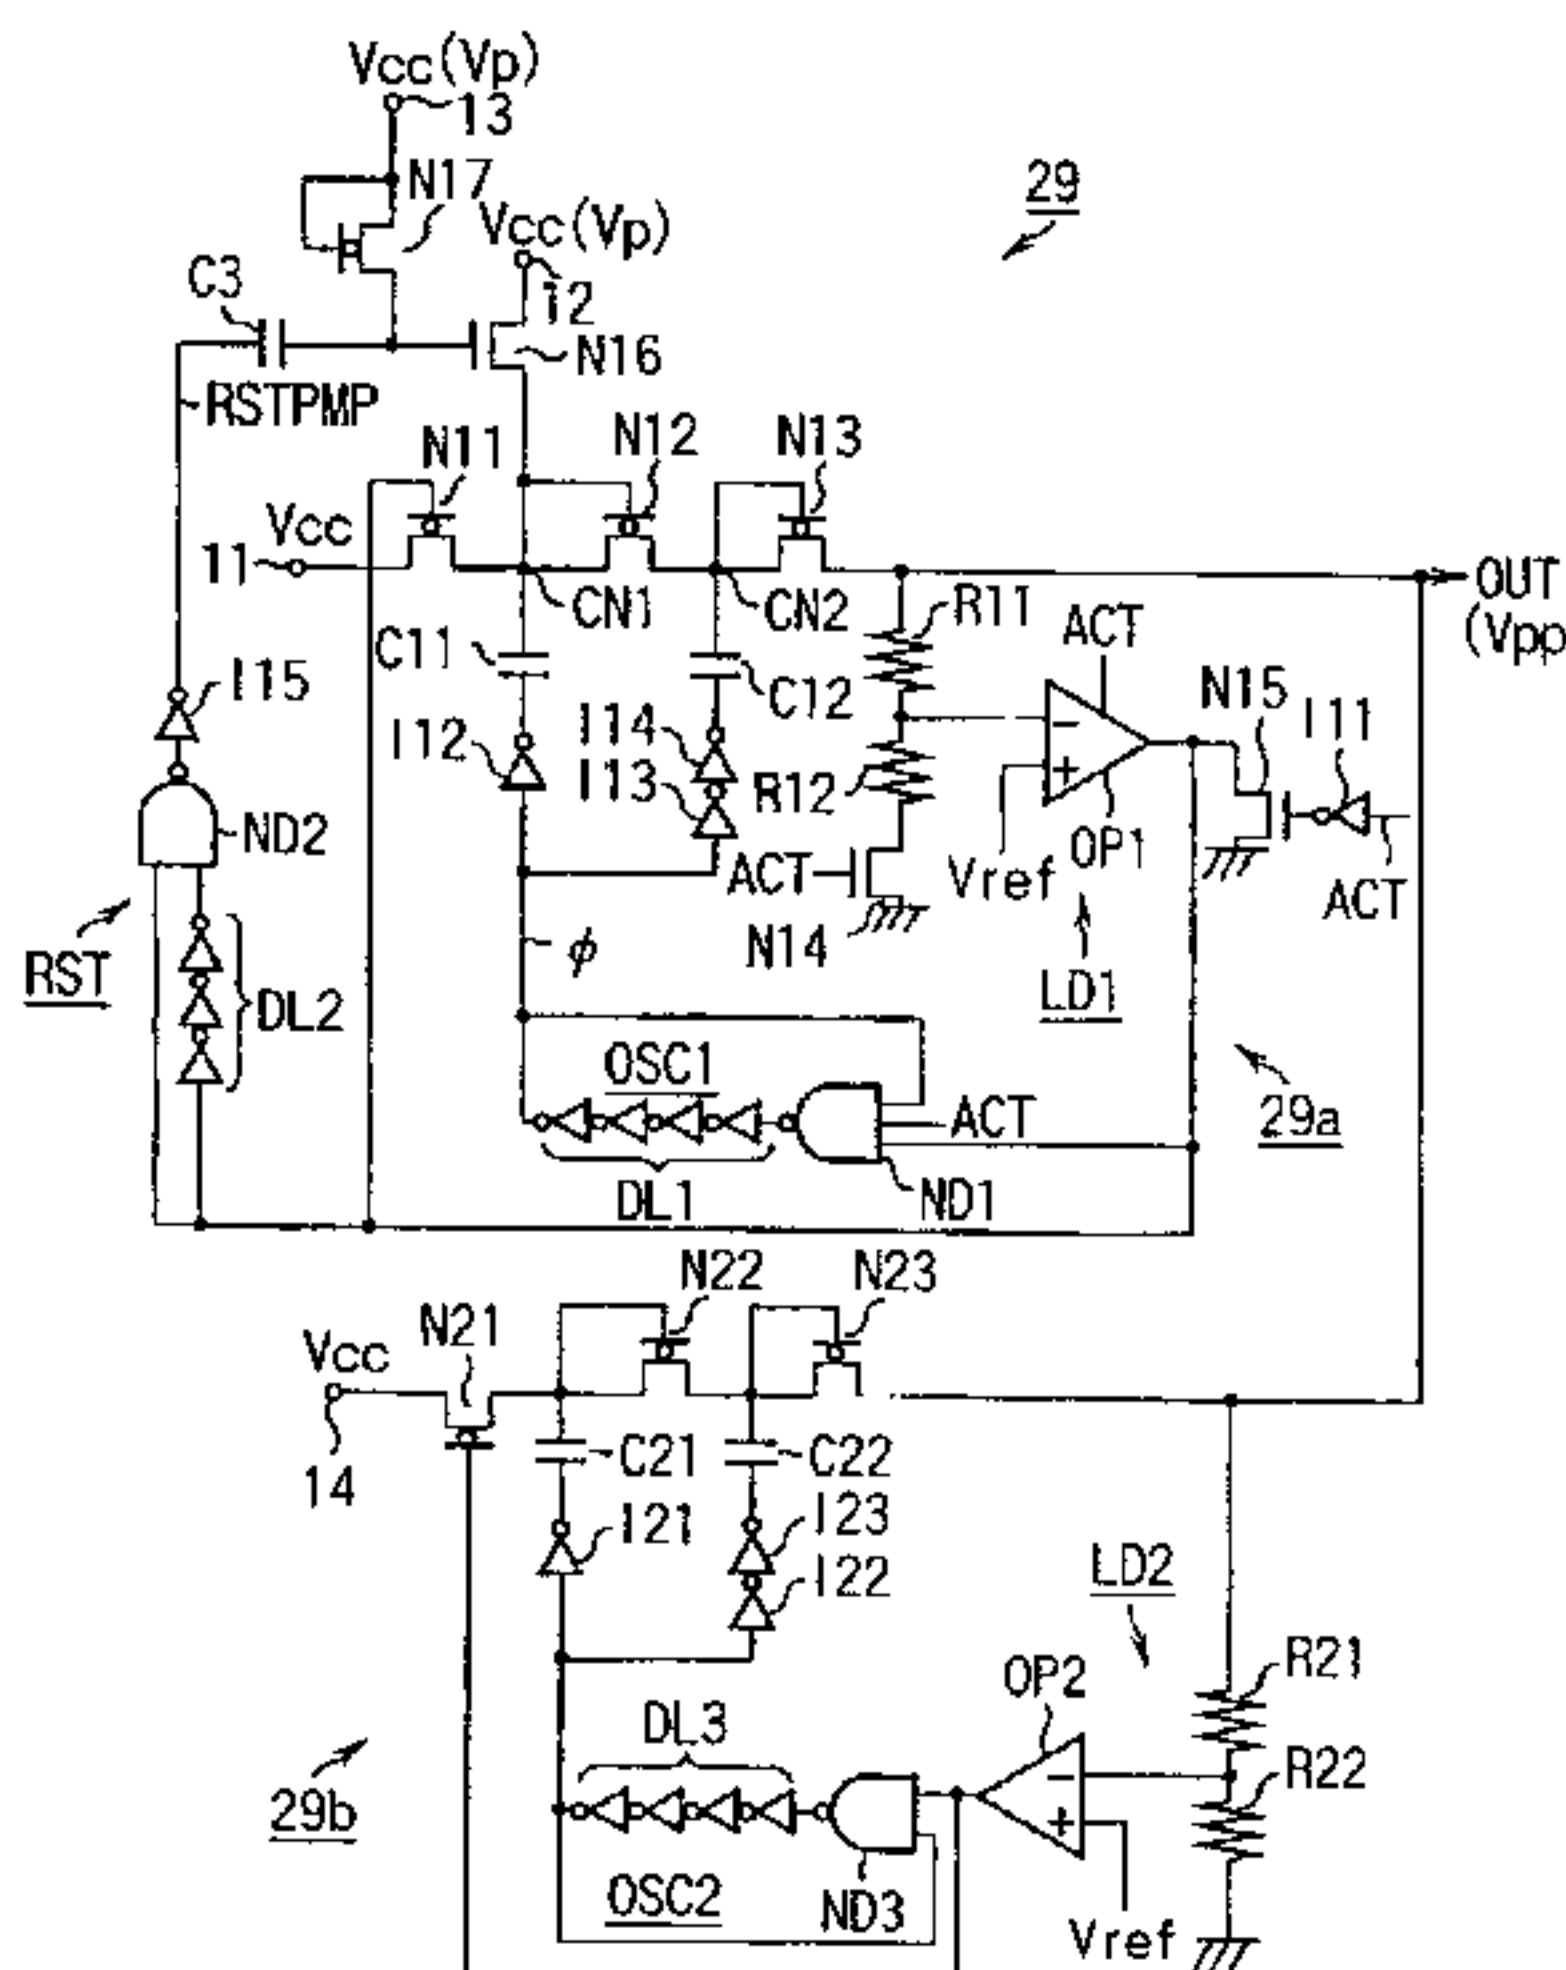 Vcc(Vp)
13
N17
29
Vcc(Vp)
C3
12
N16
RSTPMP
N11
N12
N13
Vcc
11
CN1
CN2
OUT
(Vpp
R11
ACT
C11
C12
N15
I11
I15
I12
I14
I13
R12
ND2
ACT
Vref
OP1
ACT
N14
RST
DL2
φ
LD1
OSC1
ACT
29a
DL1
ND1
N22
N23
N21
Vcc
14
C21
C22
I21
I23
I22
LD2
OP2
R21
DL3
R22
29b
OSC2
ND3
Vref